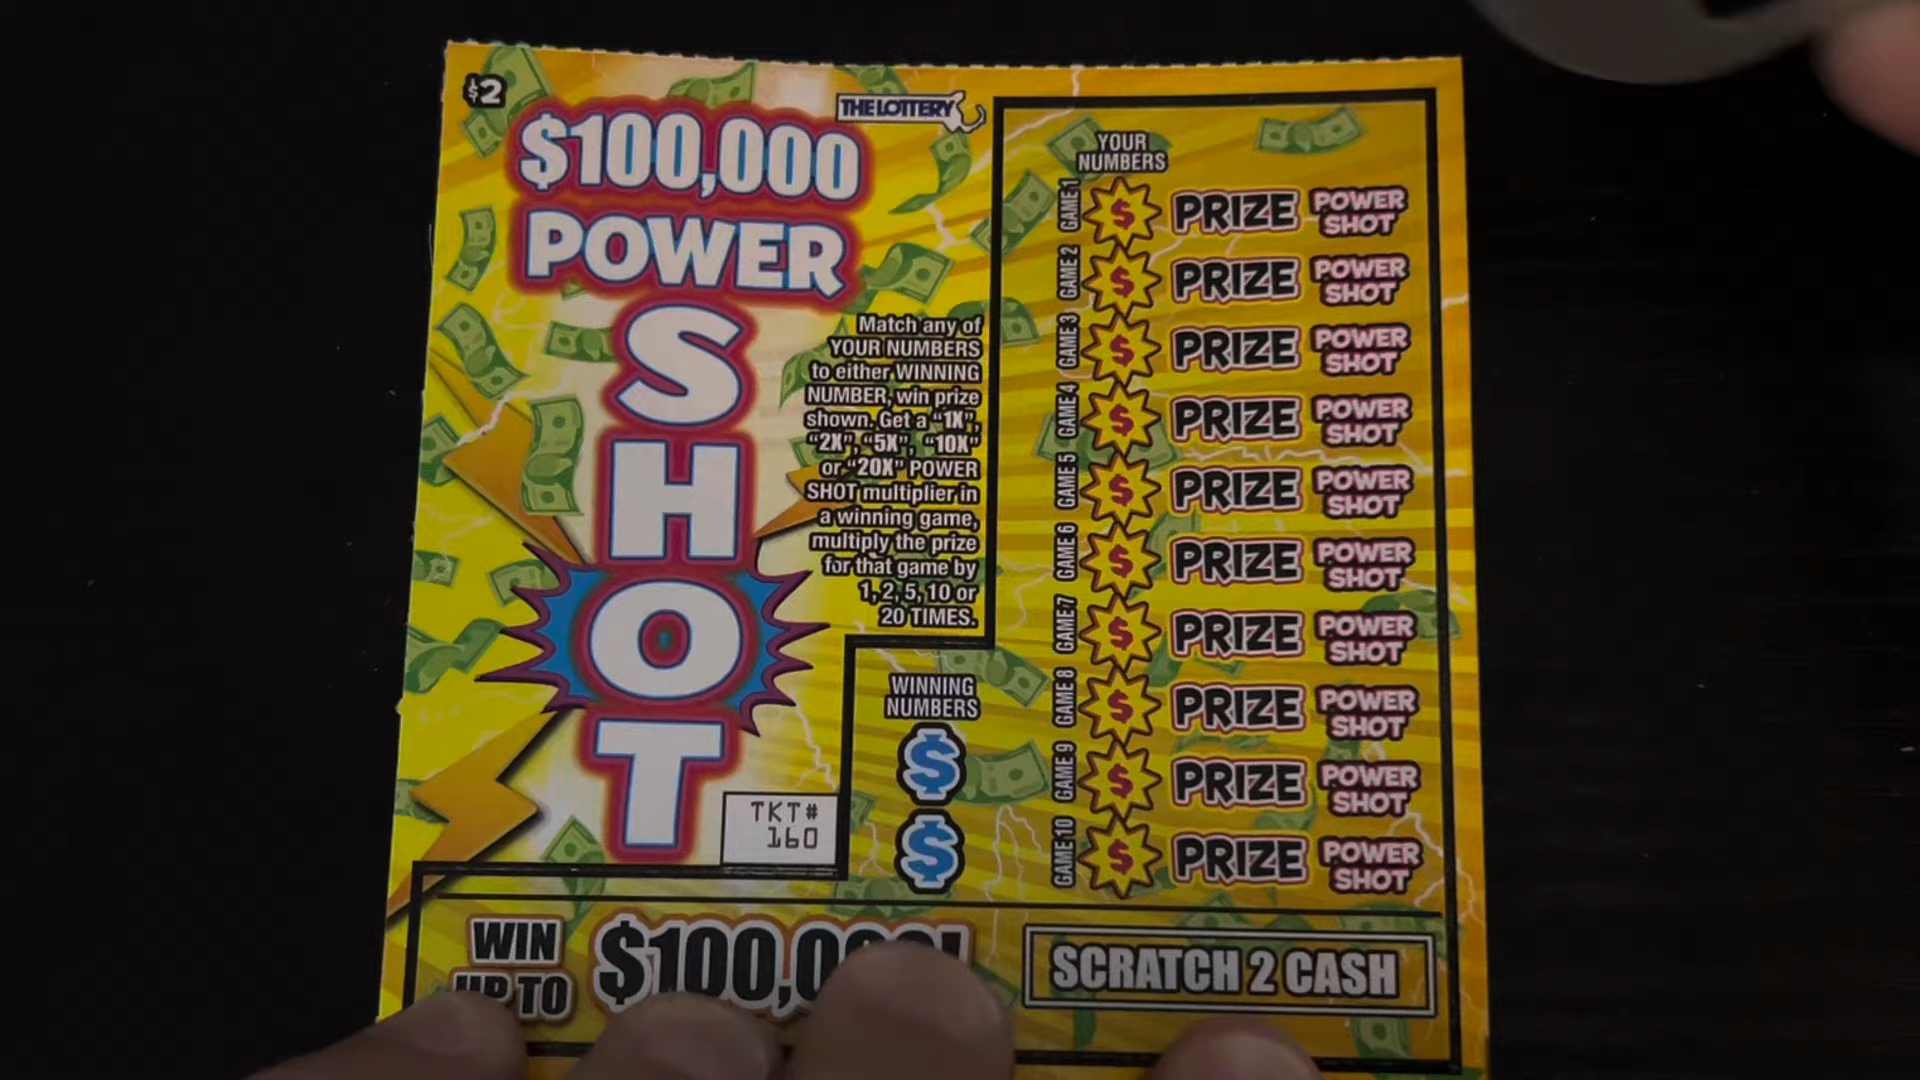 $2
THE LOTTERY
$100,000
POWER
SHOT
Match any of
YOUR NUMBERS
to either WINNING
NUMBER, win prize
shown. Get a “1X”,
“2X”, “5X”, “10X”
or “20X” POWER
SHOT multiplier in
a winning game,
multiply the prize
for that game by
1, 2, 5, 10 or
20 TIMES.
TKT#
160
WINNING
NUMBERS
$
$
YOUR
NUMBERS
GAME 1 $ PRIZE POWER SHOT
GAME 2 $ PRIZE POWER SHOT
GAME 3 $ PRIZE POWER SHOT
GAME 4 $ PRIZE POWER SHOT
GAME 5 $ PRIZE POWER SHOT
GAME 6 $ PRIZE POWER SHOT
GAME 7 $ PRIZE POWER SHOT
GAME 8 $ PRIZE POWER SHOT
GAME 9 $ PRIZE POWER SHOT
GAME 10 $ PRIZE POWER SHOT
WIN
UP TO
$100,000!
SCRATCH 2 CASH